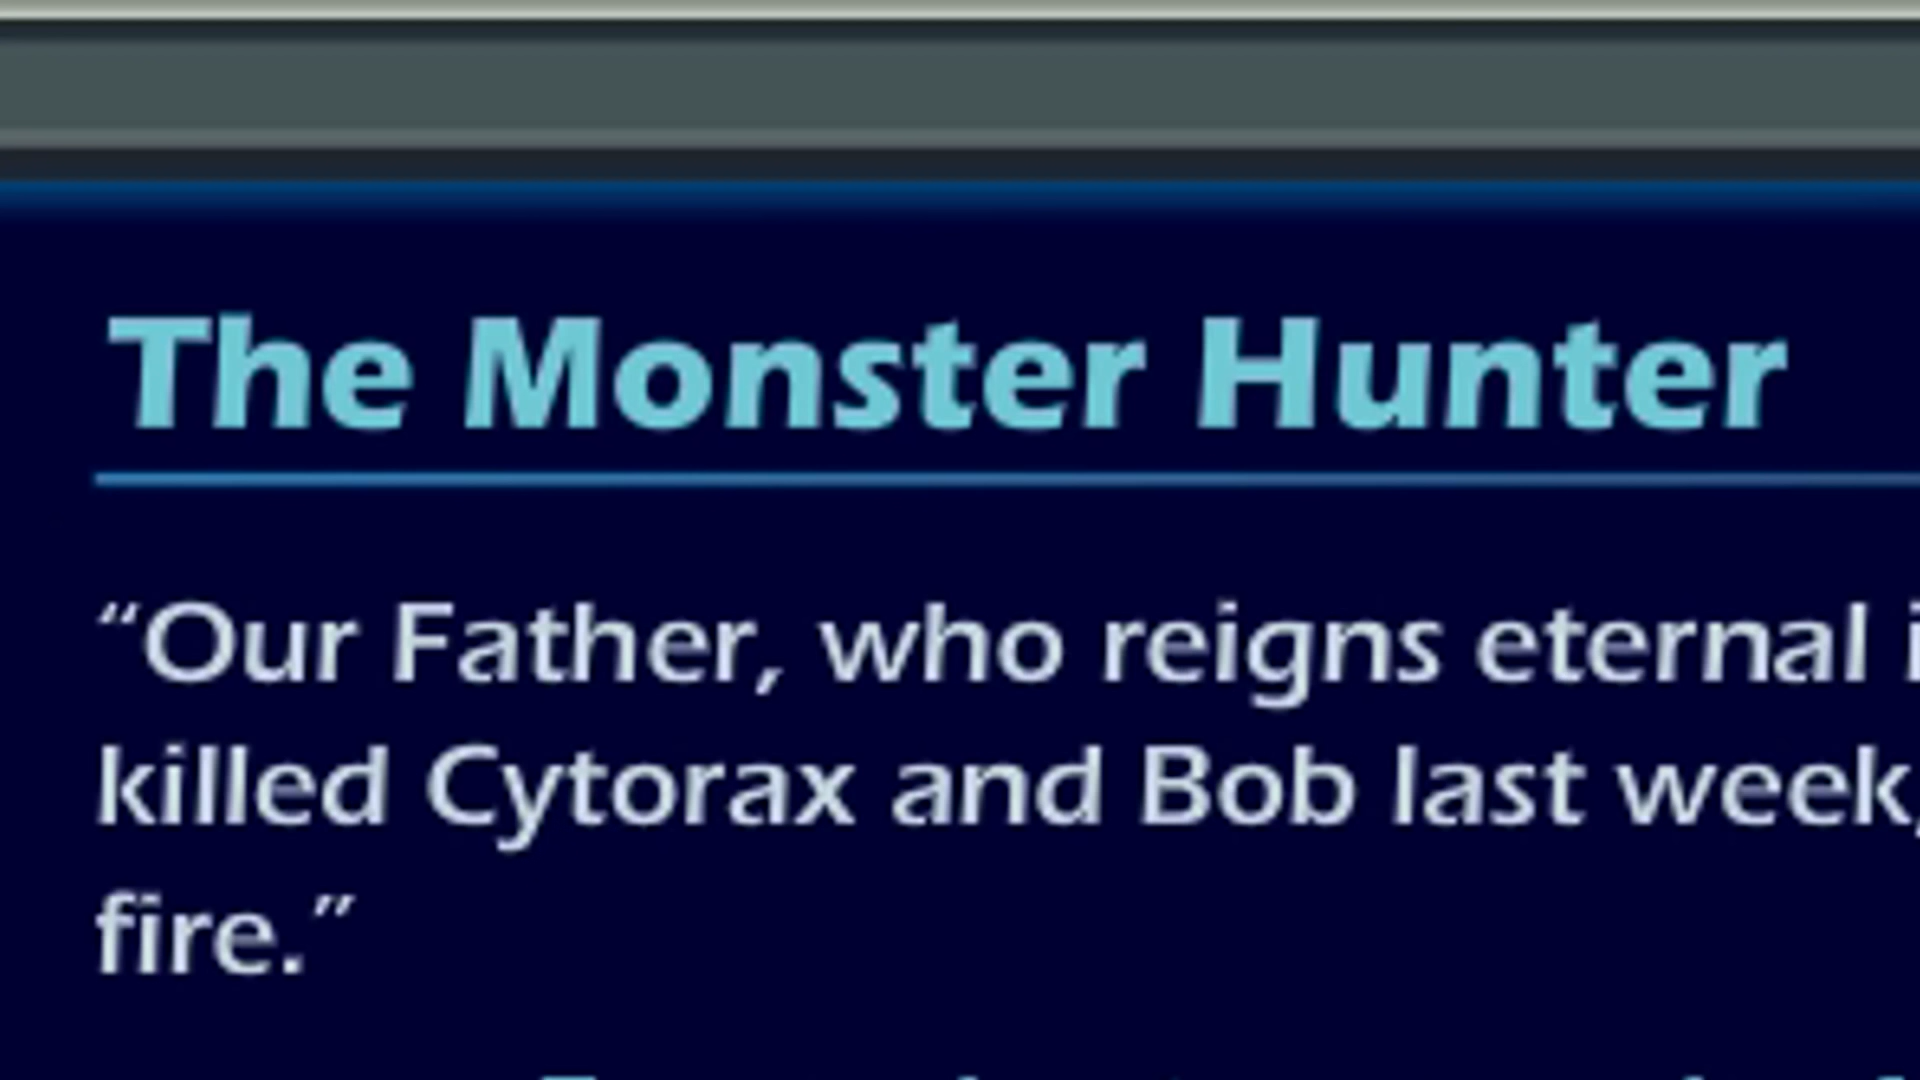 The Monster Hunter
“Our Father, who reigns eternal
killed Cytorax and Bob last week,
fire.”